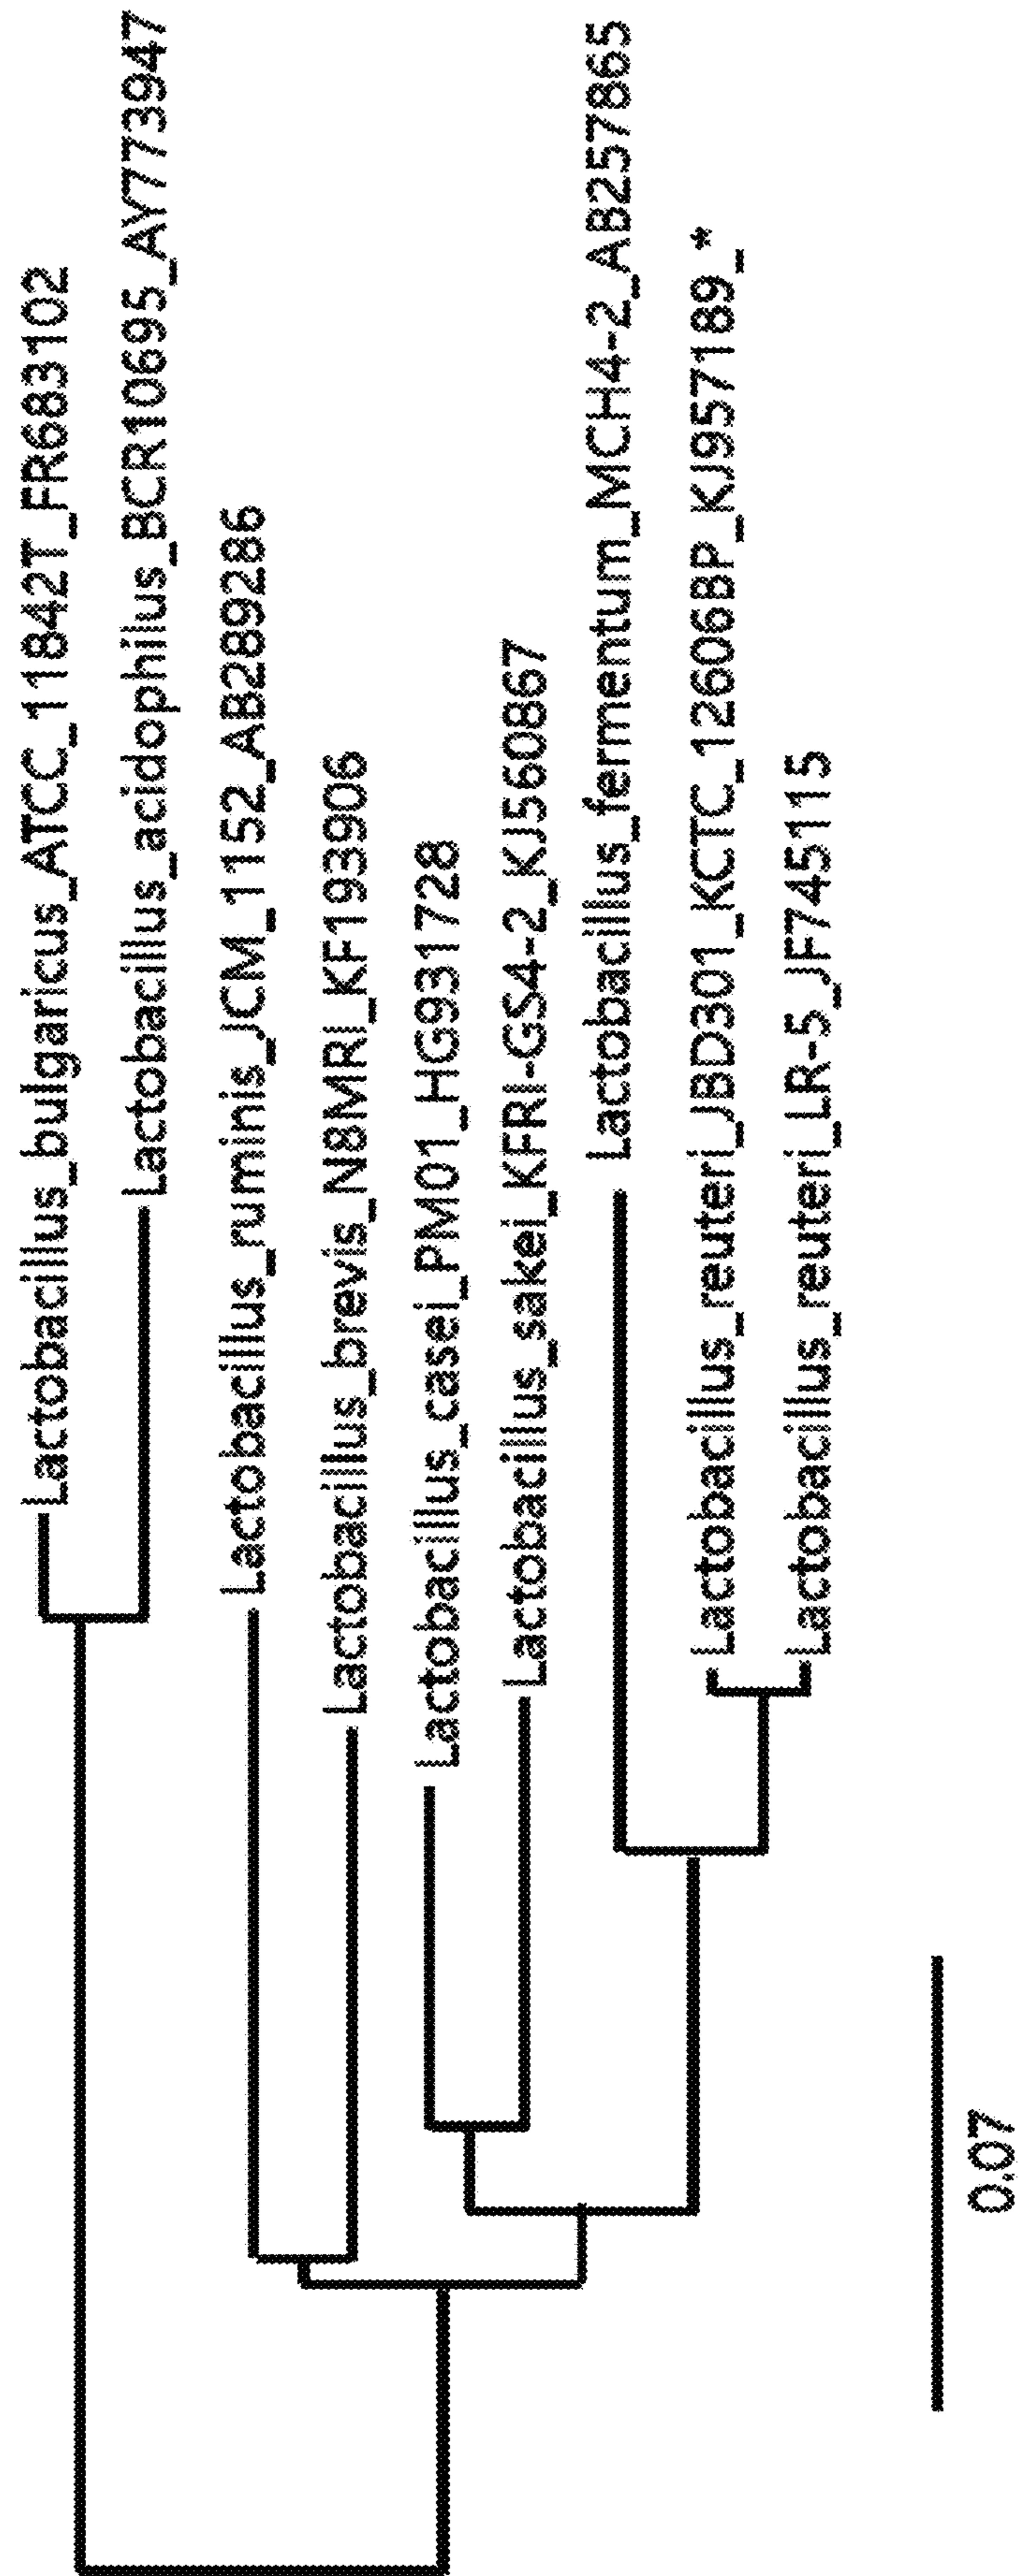 Lactobacillus_bulgaricus_ATCC_11842T_FR683102
Lactobacillus_acidophilus_BCR10695_AY773947
Lactobacillus_ruminis_JCM_1152_AB289286
Lactobacillus_brevis_N8MRI_KF193906
Lactobacillus_casei_PM01_HG931728
Lactobacillus_sakei_KFRI-GS4-2_KJ560867
Lactobacillus_fermentum_MCH4-2_AB257865
Lactobacillus_reuteri_JBD301_KCTC_12606BP_KJ957189_*
Lactobacillus_reuteri_LR-5_JF745115
0.07